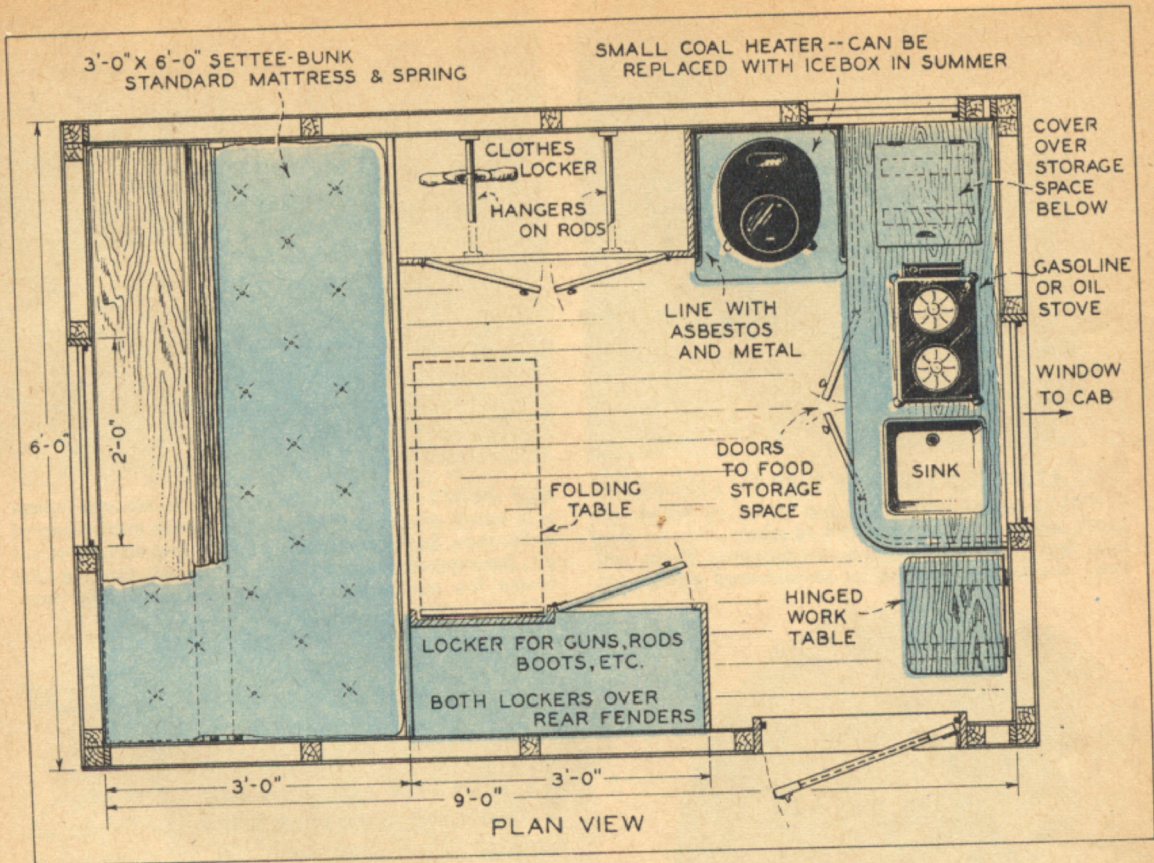 3'-0" X 6'-0" SETTEE-BUNK
STANDARD MATTRESS & SPRING
SMALL COAL HEATER -- CAN BE
REPLACED WITH ICEBOX IN SUMMER
CLOTHES
LOCKER
HANGERS
ON RODS
COVER
OVER
STORAGE
SPACE
BELOW
GASOLINE
OR OIL
STOVE
LINE WITH
ASBESTOS
AND METAL
WINDOW
TO CAB
6'-0"
2'-0"
DOORS
TO FOOD
STORAGE
SPACE
SINK
FOLDING
TABLE
HINGED
WORK
TABLE
LOCKER FOR GUNS, RODS
BOOTS, ETC.
BOTH LOCKERS OVER
REAR FENDERS
3'-0"
3'-0"
9'-0"
PLAN VIEW